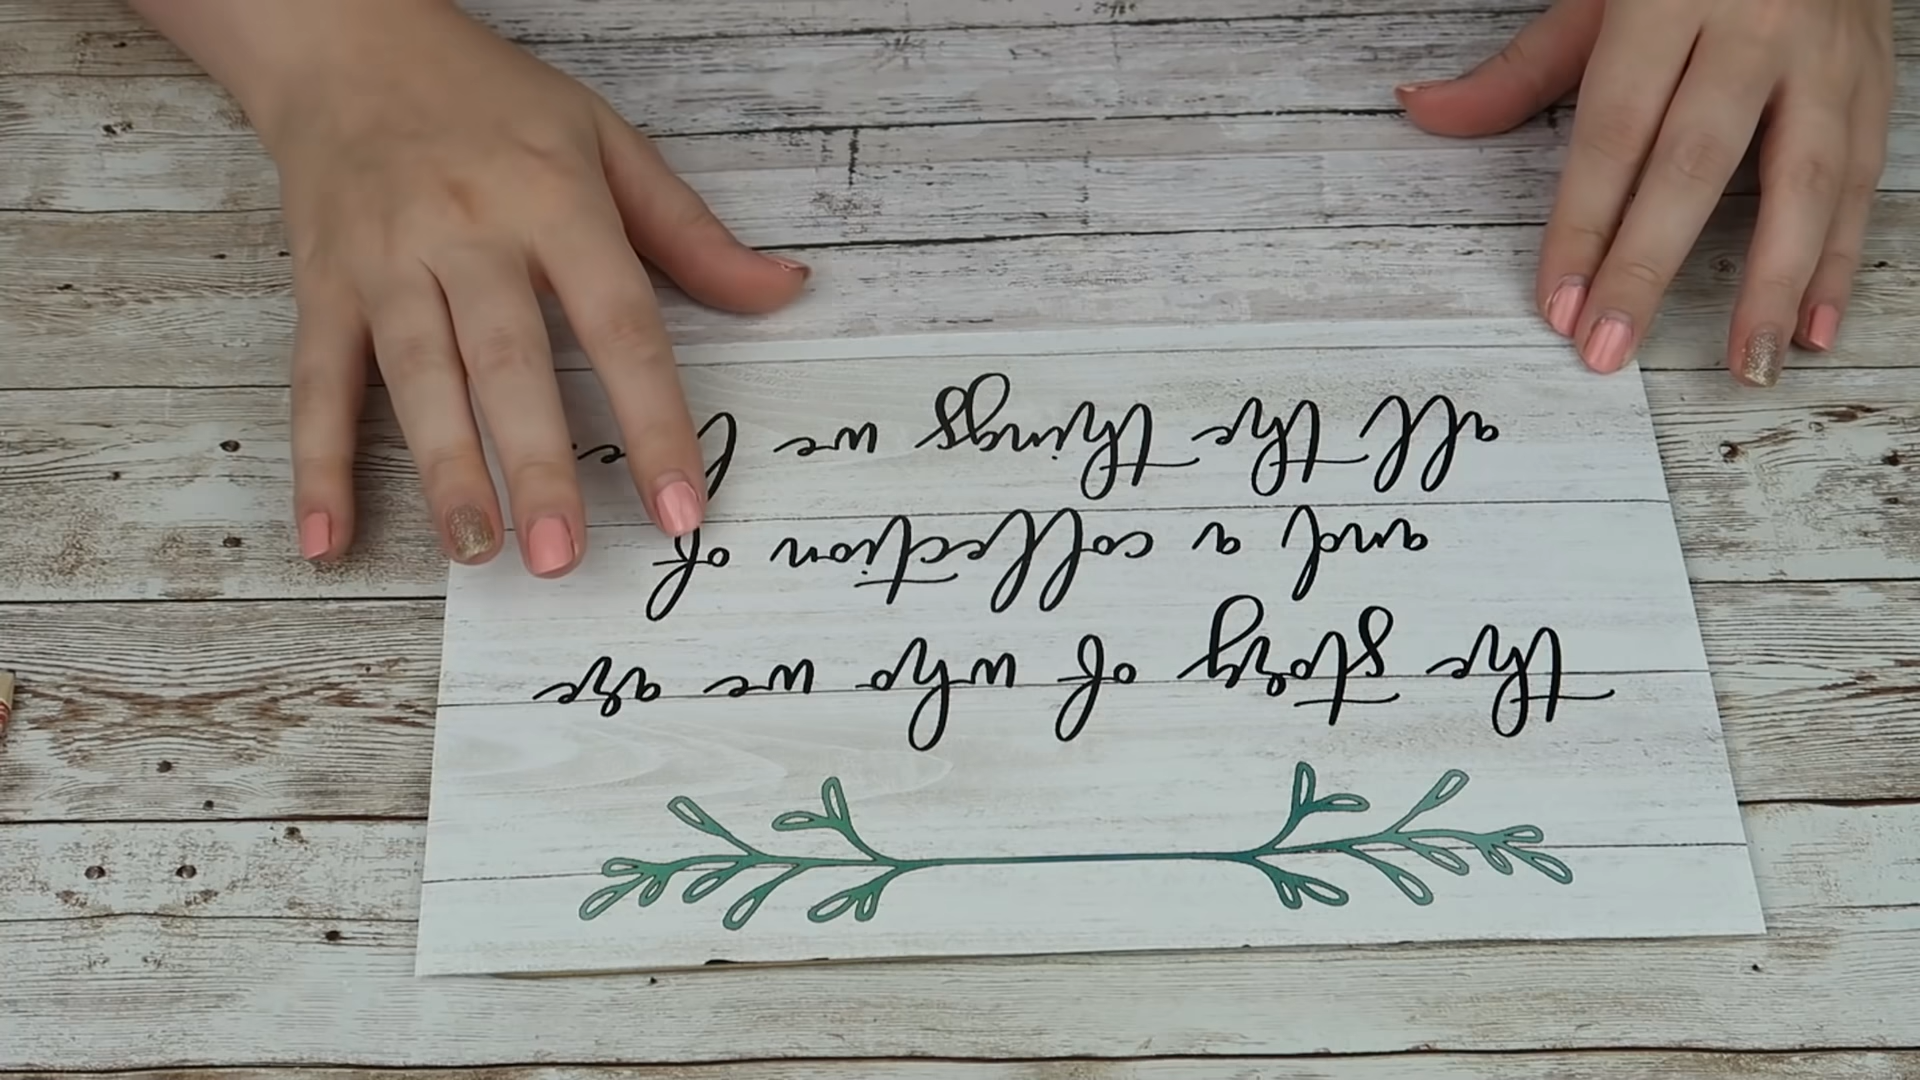 the story of who we are
and a collection of
all the things we